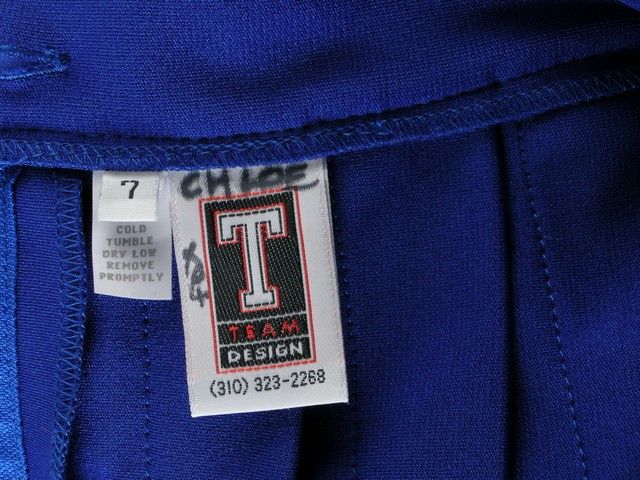 7
COLD
TUMBLE
DRY LOW
REMOVE
PROMPTLY
CHLOE
T
TEAM
DESIGN
(310) 323-2268